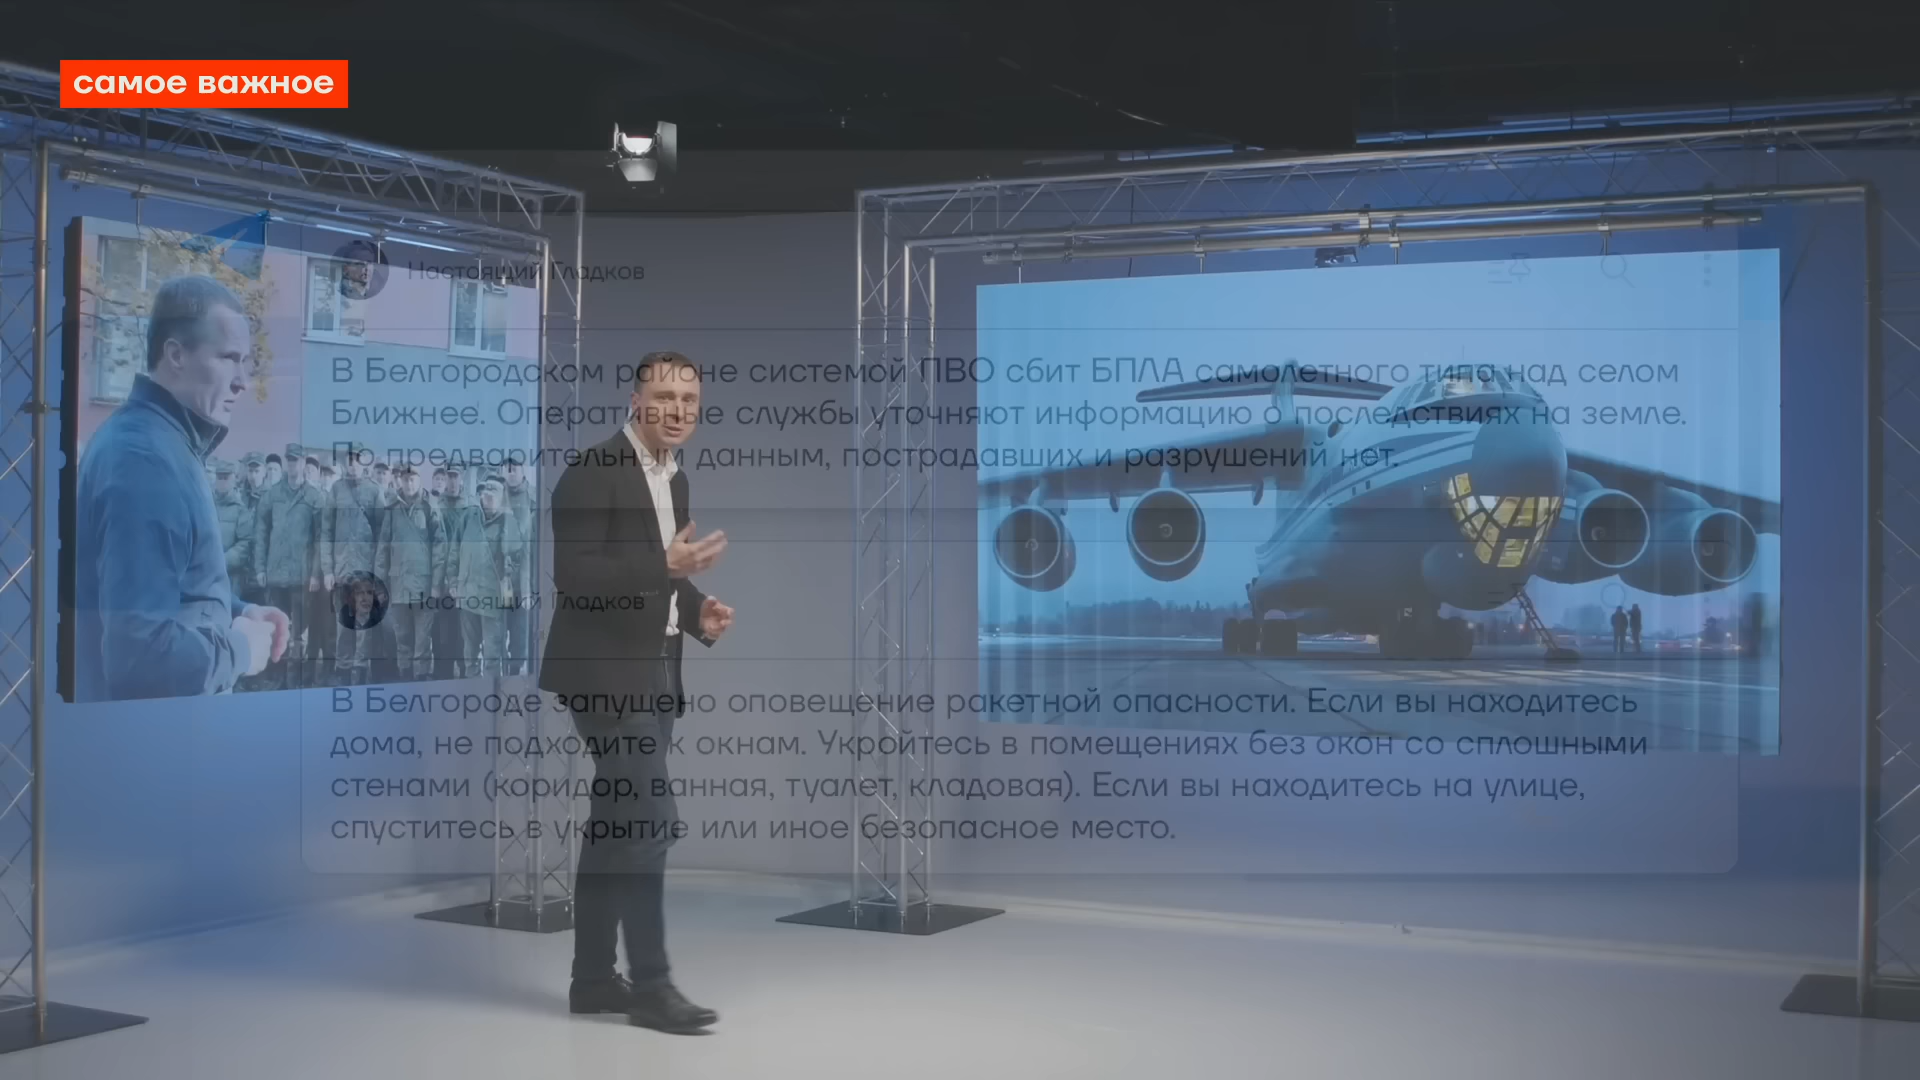 самое важное
Настоящий Гладков
В Белгородском районе системой ПВО сбит БПЛА самолетного типа над селом
Ближнее. Оперативные службы уточняют информацию о последствиях на земле.
По предварительным данным, пострадавших и разрушений нет.
Настоящий Гладков
В Белгороде запущено оповещение ракетной опасности. Если вы находитесь
дома, не подходите к окнам. Укройтесь в помещениях без окон со сплошными
стенами (коридор, ванная, туалет, кладовая). Если вы находитесь на улице,
спуститесь в укрытие или иное безопасное место.